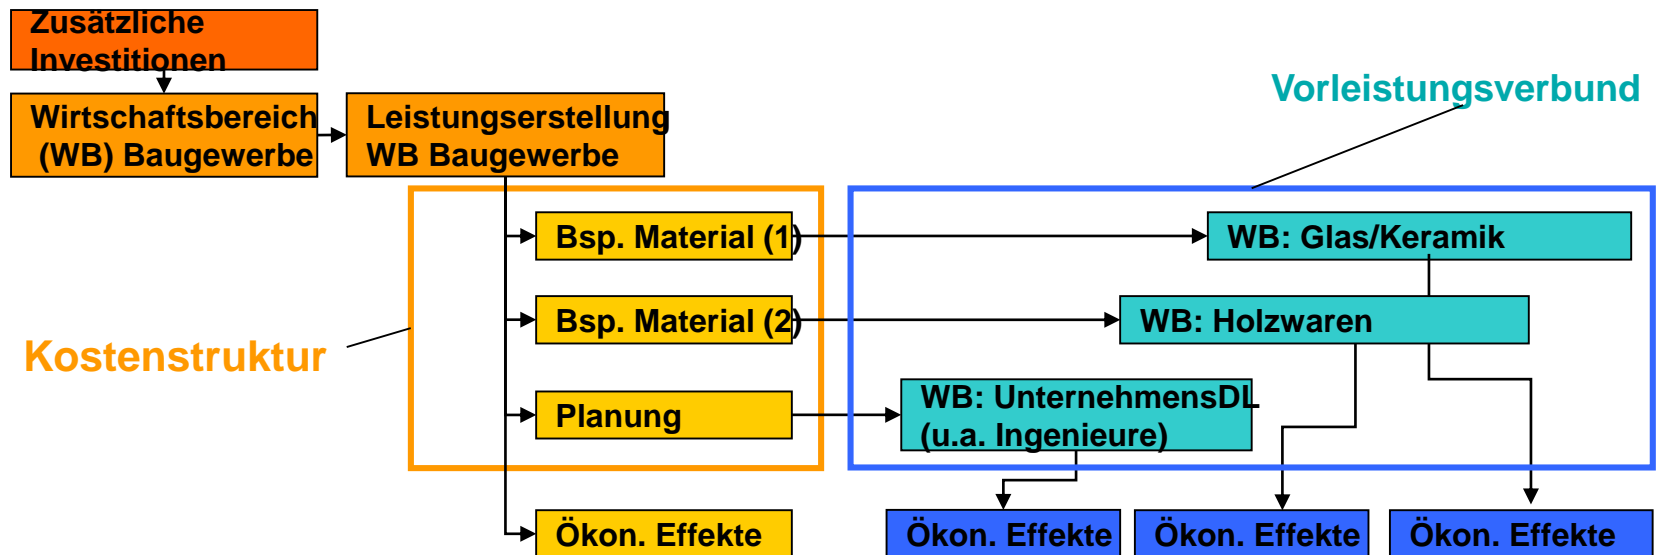 Zusätzliche
Investitionen
Vorleistungsverbund
Wirtschaftsbereich
(WB) Baugewerbe
Leistungserstellung
WB Baugewerbe
Bsp. Material (1)
WB: Glas/Keramik
Bsp. Material (2)
WB: Holzwaren
Kostenstruktur
Planung
WB: UnternehmensDL
(u.a. Ingenieure)
Ökon. Effekte
Ökon. Effekte
Ökon. Effekte
Ökon. Effekte